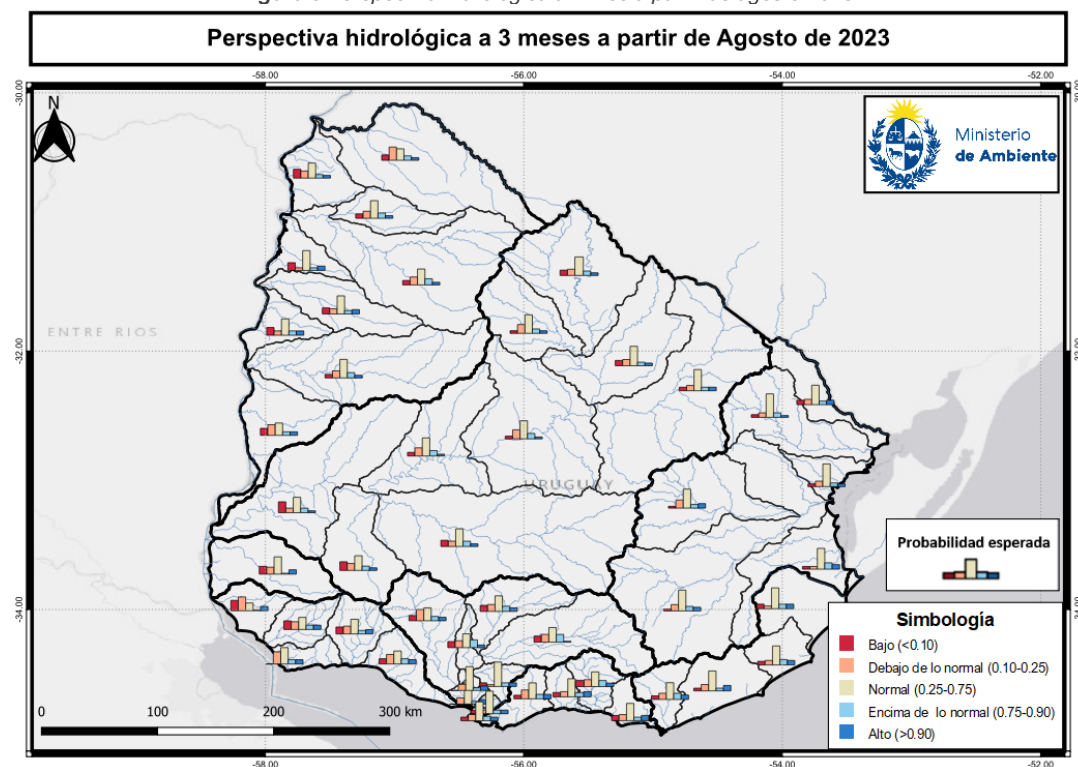 Perspectiva hidrológica a 3 meses a partir de Agosto de 2023
-58.00 -56.00 -54.00 -52.00
-30.00
N
Ministerio
de Ambiente
ENTRE RIOS
-32.00
URUGUAY
Probabilidad esperada
-34.00
Simbología
Bajo (<0.10)
Debajo de lo normal (0.10-0.25)
Normal (0.25-0.75)
Encima de lo normal (0.75-0.90)
Alto (>0.90)
0 100 200 300 km
-58.00 -56.00 -54.00 -52.00